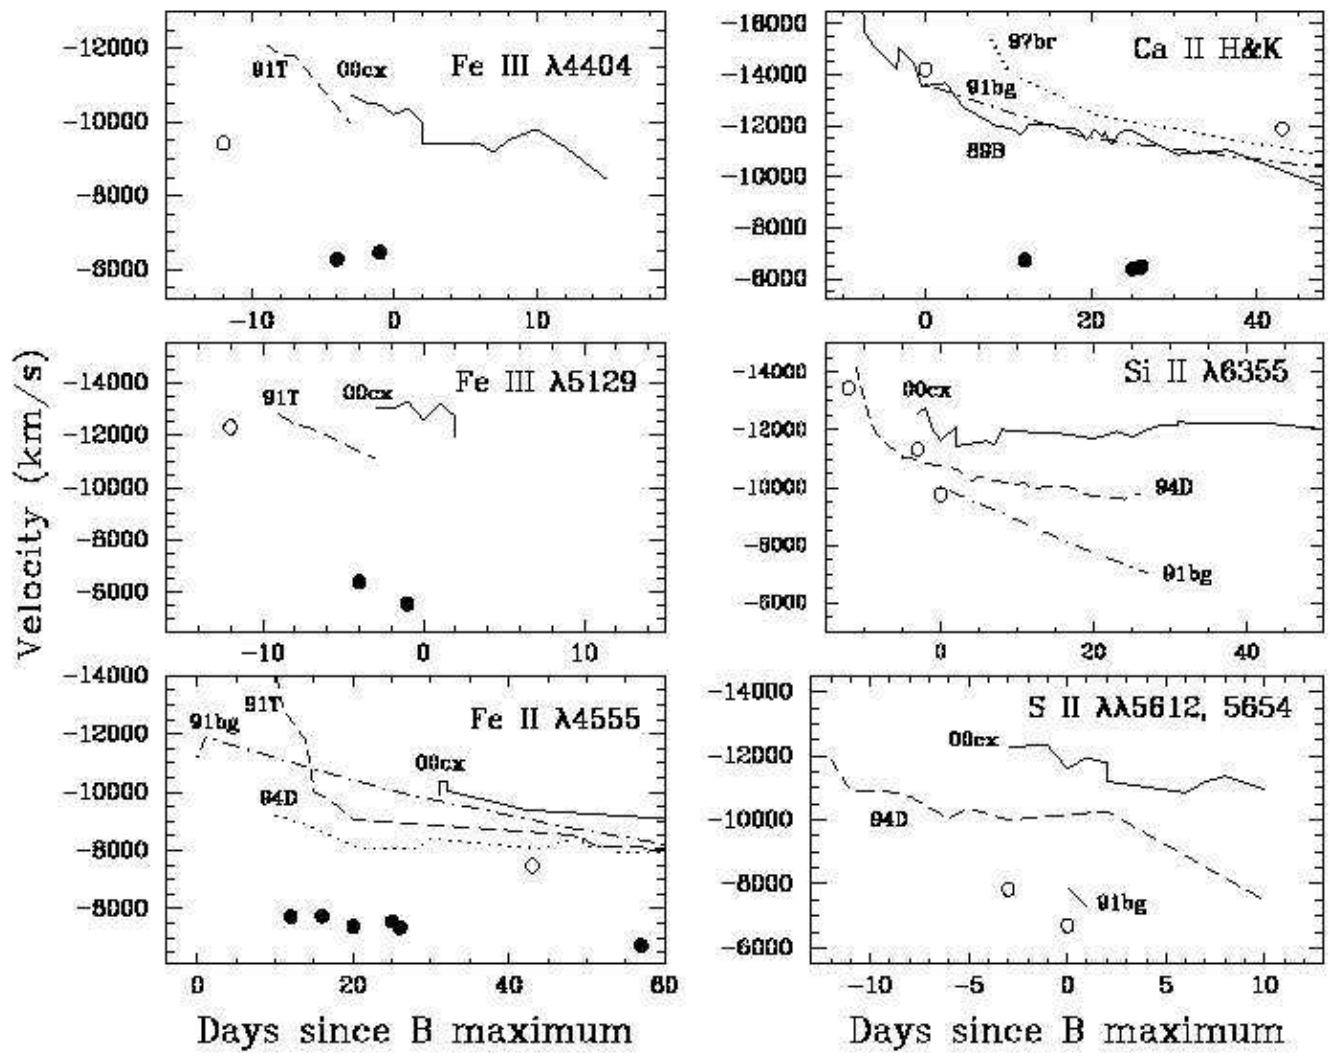 Velocity (km/s)
Fe III λ4404
91T
00cx
-12000
-10000
-8000
-6000
-10
0
10
Ca II H&K
97br
91bg
89B
-16000
-14000
-12000
-10000
-8000
-6000
0
20
40
Fe III λ5129
91T
00cx
-14000
-12000
-10000
-8000
-6000
-10
0
10
Si II λ6355
00cx
94D
91bg
-14000
-12000
-10000
-8000
-6000
0
20
40
Fe II λ4555
91T
91bg
00cx
94D
-14000
-12000
-10000
-8000
-6000
0
20
40
60
S II λλ5612, 5654
00cx
94D
91bg
-14000
-12000
-10000
-8000
-6000
-10
-5
0
5
10
Days since B maximum
Days since B maximum